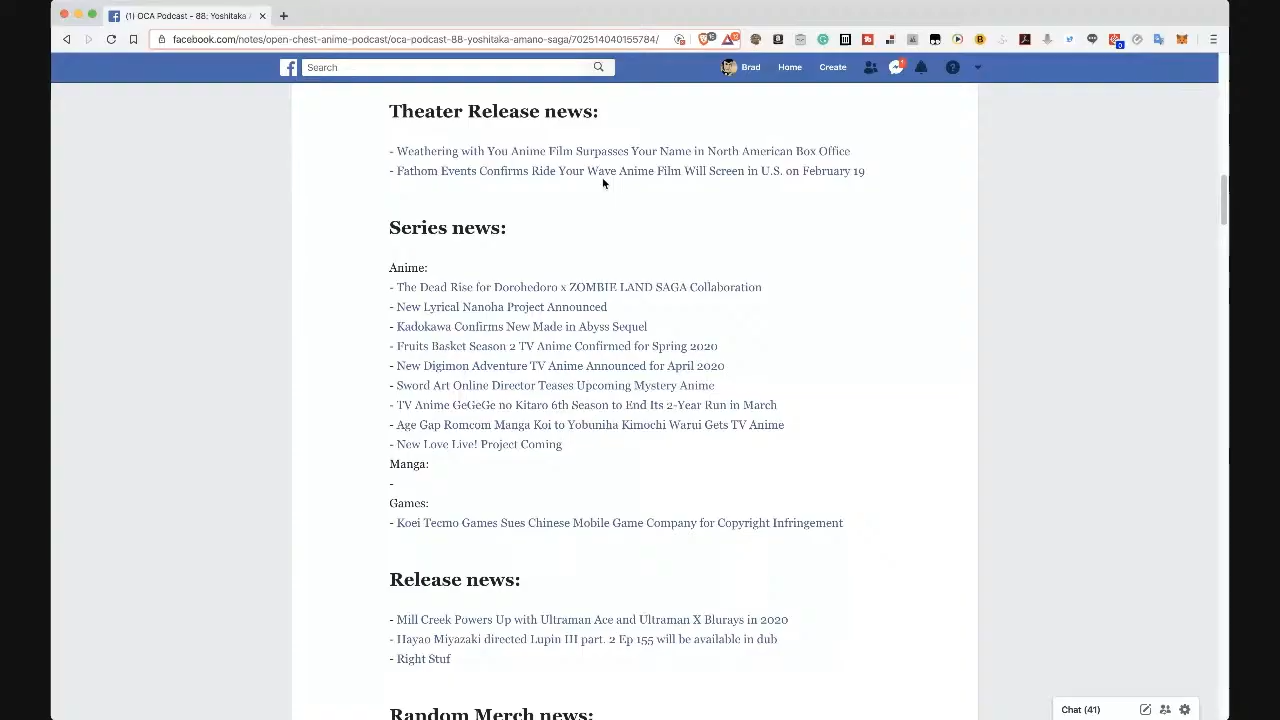 (1) OCA Podcast - 88: Yoshitaka
facebook.com/notes/open-chest-anime-podcast/oca-podcast-88-yoshitaka-amano-saga/702514040155784/
Search
Brad
Home
Create
Theater Release news:
- Weathering with You Anime Film Surpasses Your Name in North American Box Office
- Fathom Events Confirms Ride Your Wave Anime Film Will Screen in U.S. on February 19
Series news:
Anime:
- The Dead Rise for Dorohedoro x ZOMBIE LAND SAGA Collaboration
- New Lyrical Nanoha Project Announced
- Kadokawa Confirms New Made in Abyss Sequel
- Fruits Basket Season 2 TV Anime Confirmed for Spring 2020
- New Digimon Adventure TV Anime Announced for April 2020
- Sword Art Online Director Teases Upcoming Mystery Anime
- TV Anime GeGeGe no Kitaro 6th Season to End Its 2-Year Run in March
- Age Gap Romcom Manga Koi to Yobuniha Kimochi Warui Gets TV Anime
- New Love Live! Project Coming
Manga:
-
Games:
- Koei Tecmo Games Sues Chinese Mobile Game Company for Copyright Infringement
Release news:
- Mill Creek Powers Up with Ultraman Ace and Ultraman X Blurays in 2020
- Hayao Miyazaki directed Lupin III part. 2 Ep 155 will be available in dub
- Right Stuf
Random Merch news:
Chat (41)